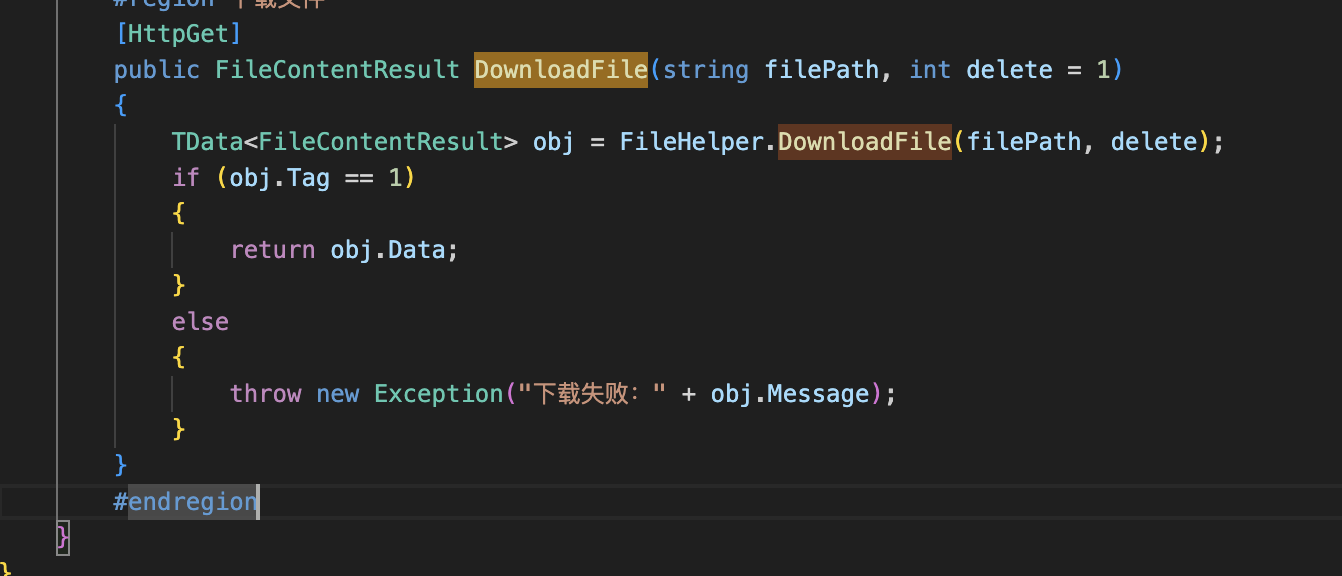 #region 下载文件
[HttpGet]
public FileContentResult DownloadFile(string filePath, int delete = 1)
{
TData<FileContentResult> obj = FileHelper.DownloadFile(filePath, delete);
if (obj.Tag == 1)
{
return obj.Data;
}
else
{
throw new Exception("下载失败：" + obj.Message);
}
}
#endregion
}
}